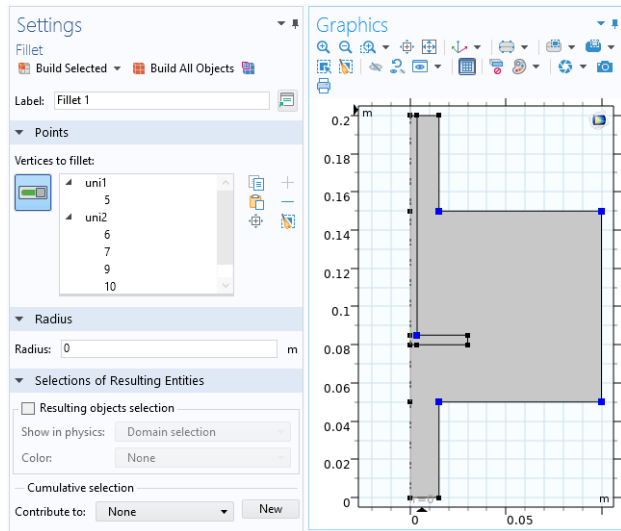 Settings
Fillet
Build Selected
Build All Objects
Label: Fillet 1
Points
Vertices to fillet:
uni1
5
uni2
6
7
9
10
Radius
Radius: 0 m
Selections of Resulting Entities
Resulting objects selection
Show in physics: Domain selection
Color: None
Cumulative selection
Contribute to: None New
Graphics
0.2 m
0.18
0.16
0.14
0.12
0.1
0.08
0.06
0.04
0.02
0 m
0 0.05